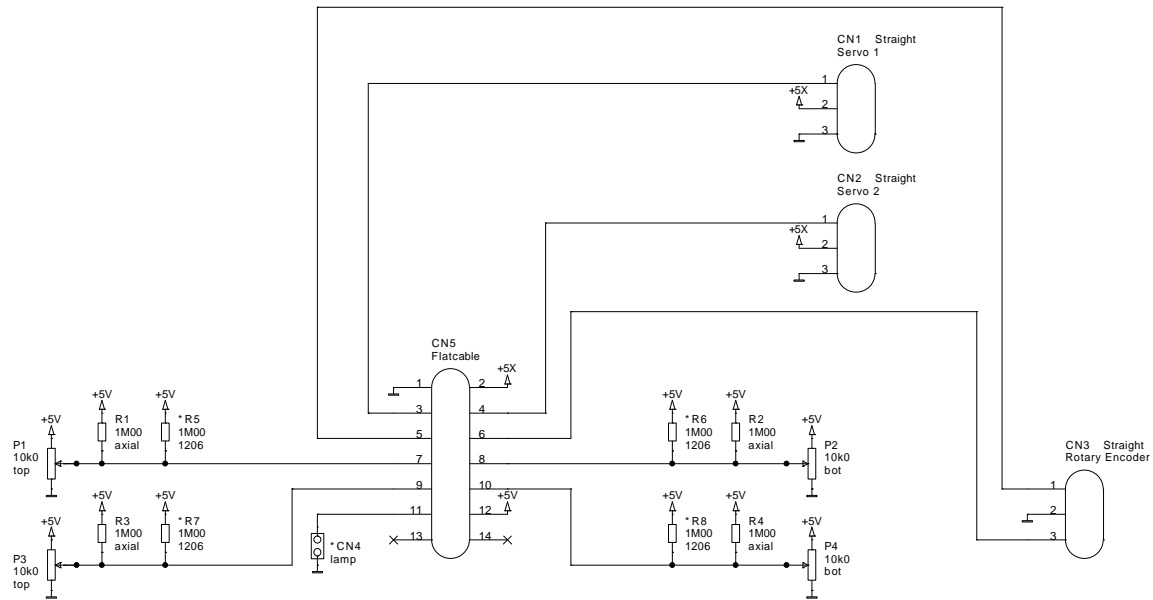 CN1 Straight
Servo 1
1
+5X
2
3
CN2 Straight
Servo 2
1
+5X
2
3
CN5
Flatcable
1 2 +5X
3 4
5 6
7 8
9 10
11 12 +5V
13 14
+5V R1 1M00 axial
+5V *R5 1M00 1206
+5V P1 10k0 top
+5V R3 1M00 axial
+5V *R7 1M00 1206
+5V P3 10k0 top
*CN4
lamp
+5V *R6 1M00 1206
+5V R2 1M00 axial
+5V P2 10k0 bot
+5V *R8 1M00 1206
+5V R4 1M00 axial
+5V P4 10k0 bot
CN3 Straight
Rotary Encoder
1
2
3